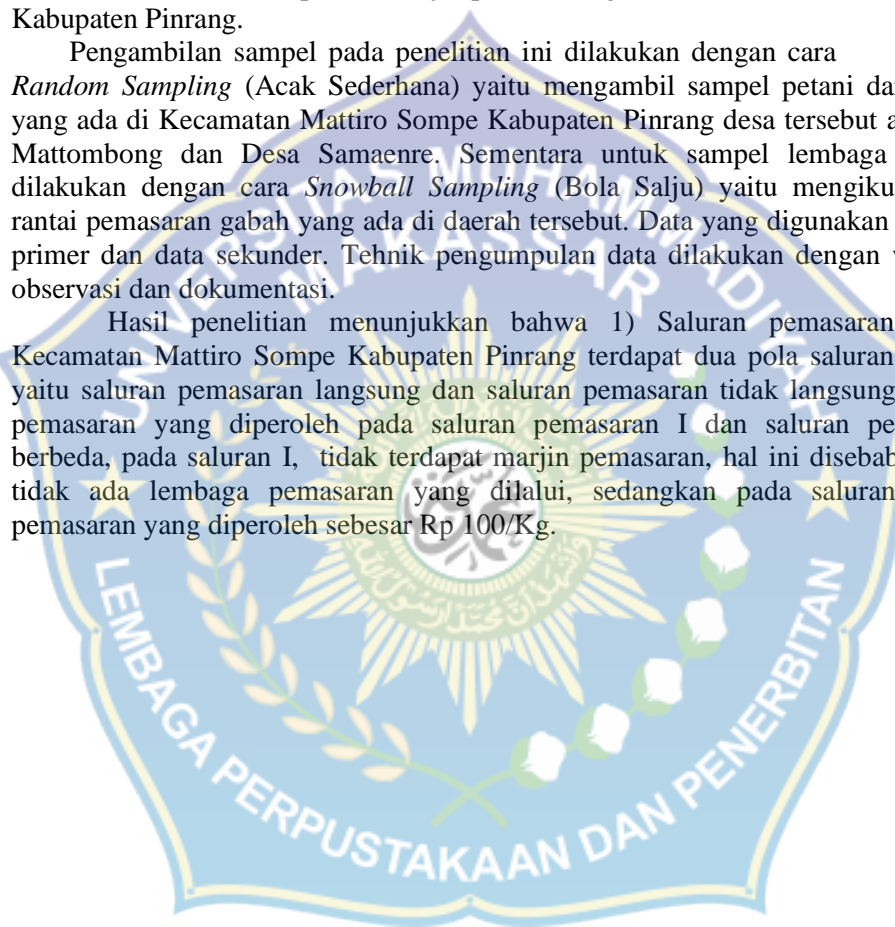 Kabupaten Pinrang.
Pengambilan sampel pada penelitian ini dilakukan dengan cara
Random Sampling (Acak Sederhana) yaitu mengambil sampel petani da
yang ada di Kecamatan Mattiro Sompe Kabupaten Pinrang desa tersebut a
Mattombong dan Desa Samaenre. Sementara untuk sampel lembaga
dilakukan dengan cara Snowball Sampling (Bola Salju) yaitu mengiku
rantai pemasaran gabah yang ada di daerah tersebut. Data yang digunakan
primer dan data sekunder. Tehnik pengumpulan data dilakukan dengan
observasi dan dokumentasi.
Hasil penelitian menunjukkan bahwa 1) Saluran pemasaran
Kecamatan Mattiro Sompe Kabupaten Pinrang terdapat dua pola saluran
yaitu saluran pemasaran langsung dan saluran pemasaran tidak langsung
pemasaran yang diperoleh pada saluran pemasaran I dan saluran pe
berbeda, pada saluran I, tidak terdapat marjin pemasaran, hal ini disebab
tidak ada lembaga pemasaran yang dilalui, sedangkan pada saluran
pemasaran yang diperoleh sebesar Rp 100/Kg.
UNIVERSITAS MUHAMMADIYAH
MAKASSAR
LEMBAGA PERPUSTAKAAN DAN PENERBITAN